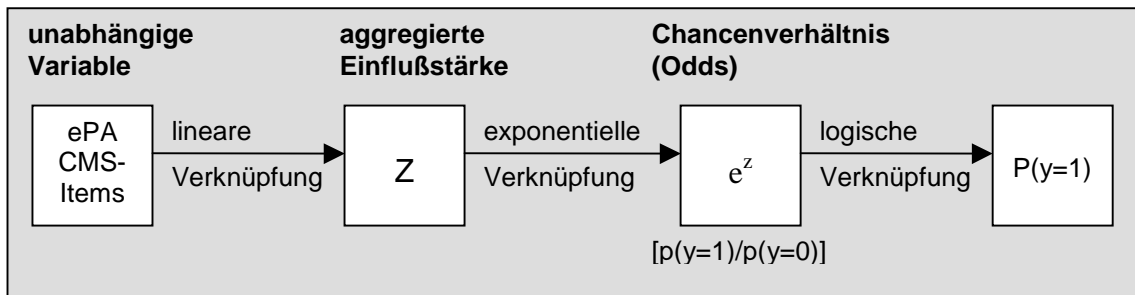 unabhängige
Variable
aggregierte
Einflußstärke
Chancenverhältnis
(Odds)
ePA
CMS-
Items
lineare
Verknüpfung
Z
exponentielle
Verknüpfung
e^z
logische
Verknüpfung
P(y=1)
[p(y=1)/p(y=0)]